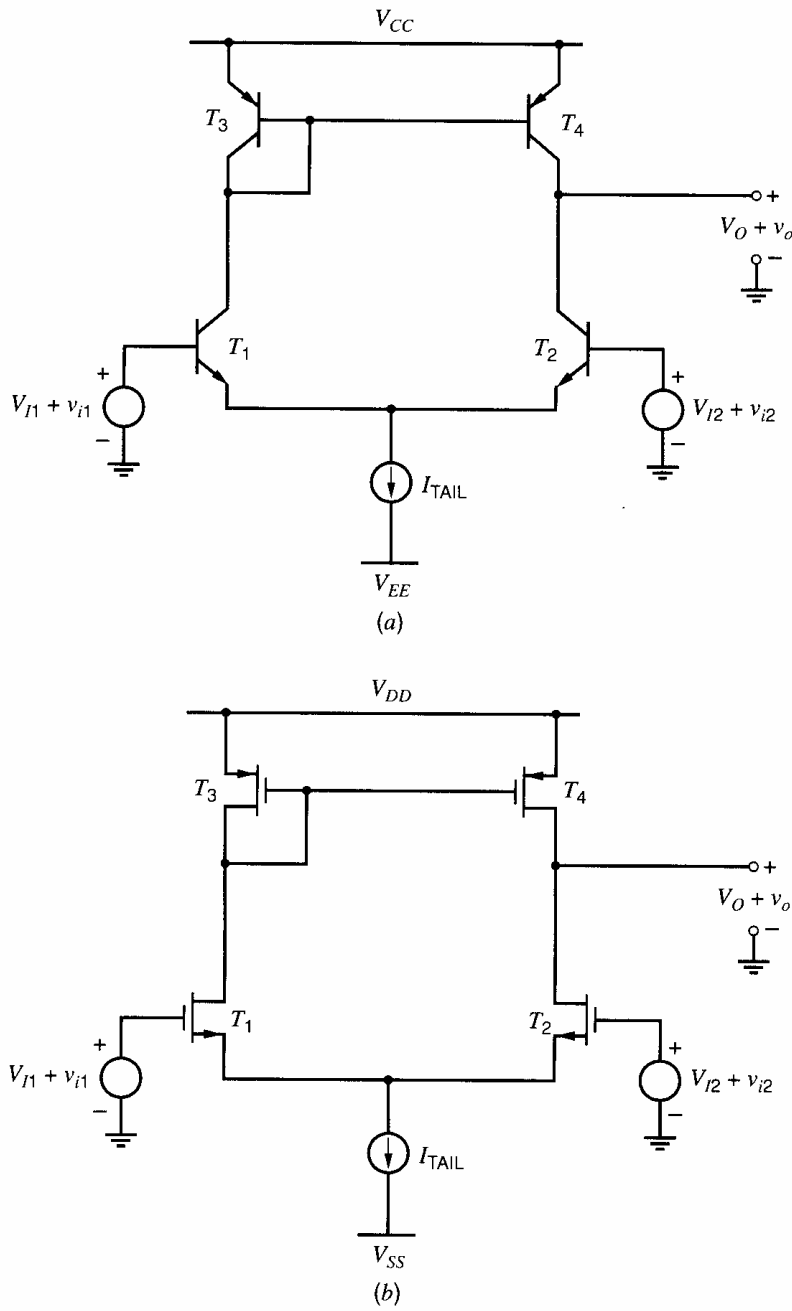 V_CC
T_3
T_4
+
V_O + v_o
−
T_1
T_2
+
V_I1 + v_i1
−
+
V_I2 + v_i2
−
I_TAIL
V_EE
(a)
V_DD
T_3
T_4
+
V_O + v_o
−
T_1
T_2
+
V_I1 + v_i1
−
+
V_I2 + v_i2
−
I_TAIL
V_SS
(b)